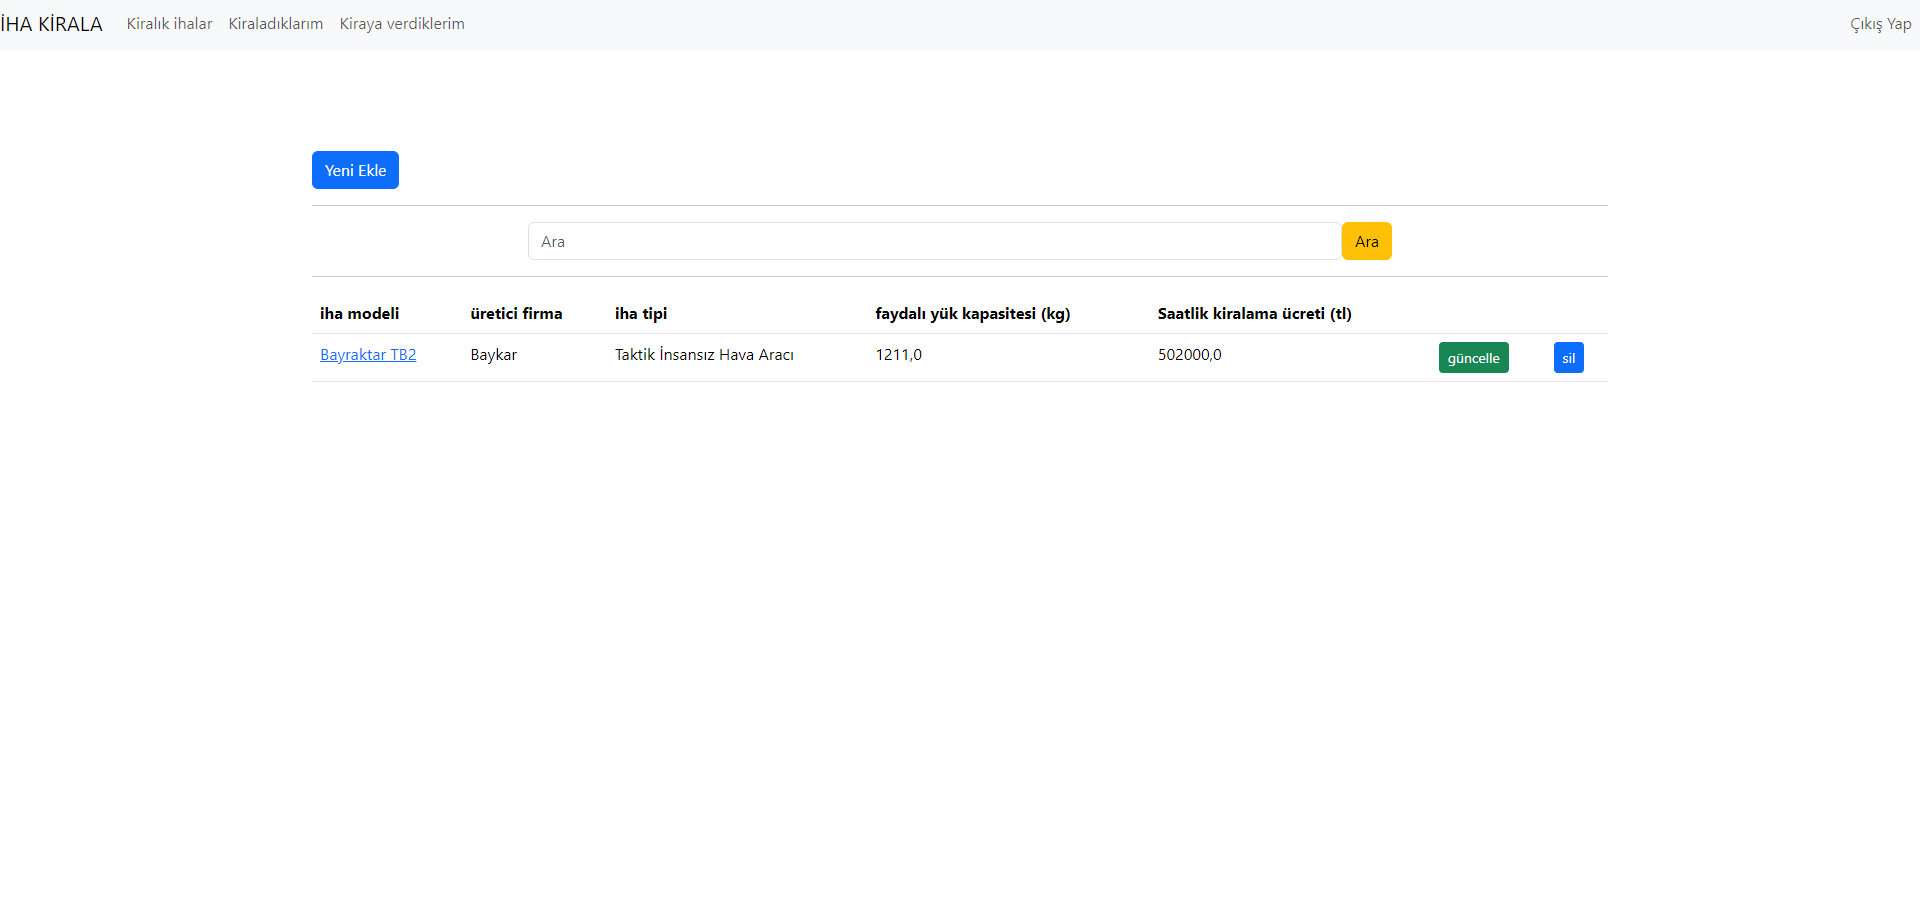 İHA KİRALA Kiralık ihalar Kiraladıklarım Kiraya verdiklerim Çıkış Yap
Yeni Ekle
Ara Ara
iha modeli üretici firma iha tipi faydalı yük kapasitesi (kg) Saatlik kiralama ücreti (tl)
Bayraktar TB2 Baykar Taktik İnsansız Hava Aracı 1211,0 502000,0 güncelle sil